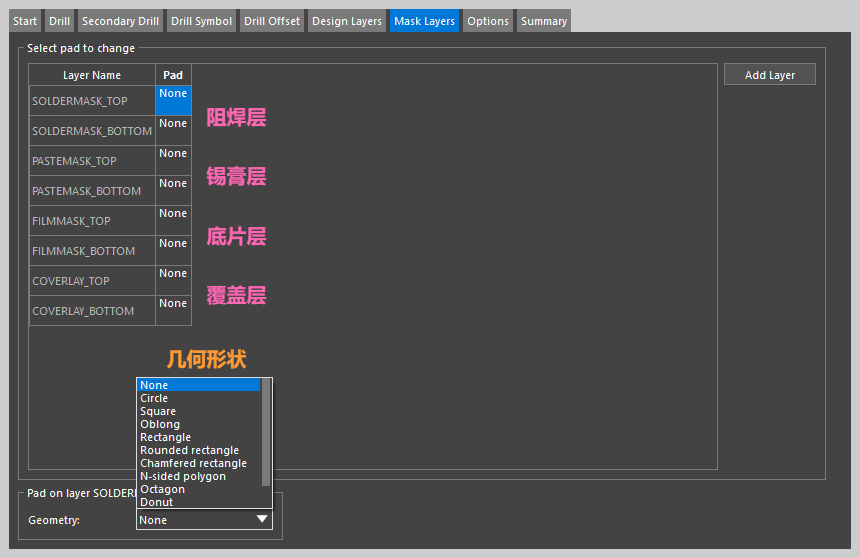 Start Drill Secondary Drill Drill Symbol Drill Offset Design Layers Mask Layers Options Summary
Select pad to change
Layer Name Pad
Add Layer
SOLDERMASK_TOP None
阻焊层
SOLDERMASK_BOTTOM None
PASTEMASK_TOP None
锡膏层
PASTEMASK_BOTTOM None
FILMMASK_TOP None
底片层
FILMMASK_BOTTOM None
COVERLAY_TOP None
覆盖层
COVERLAY_BOTTOM None
几何形状
None
Circle
Square
Oblong
Rectangle
Rounded rectangle
Chamfered rectangle
N-sided polygon
Octagon
Donut
Pad on layer
Geometry: None